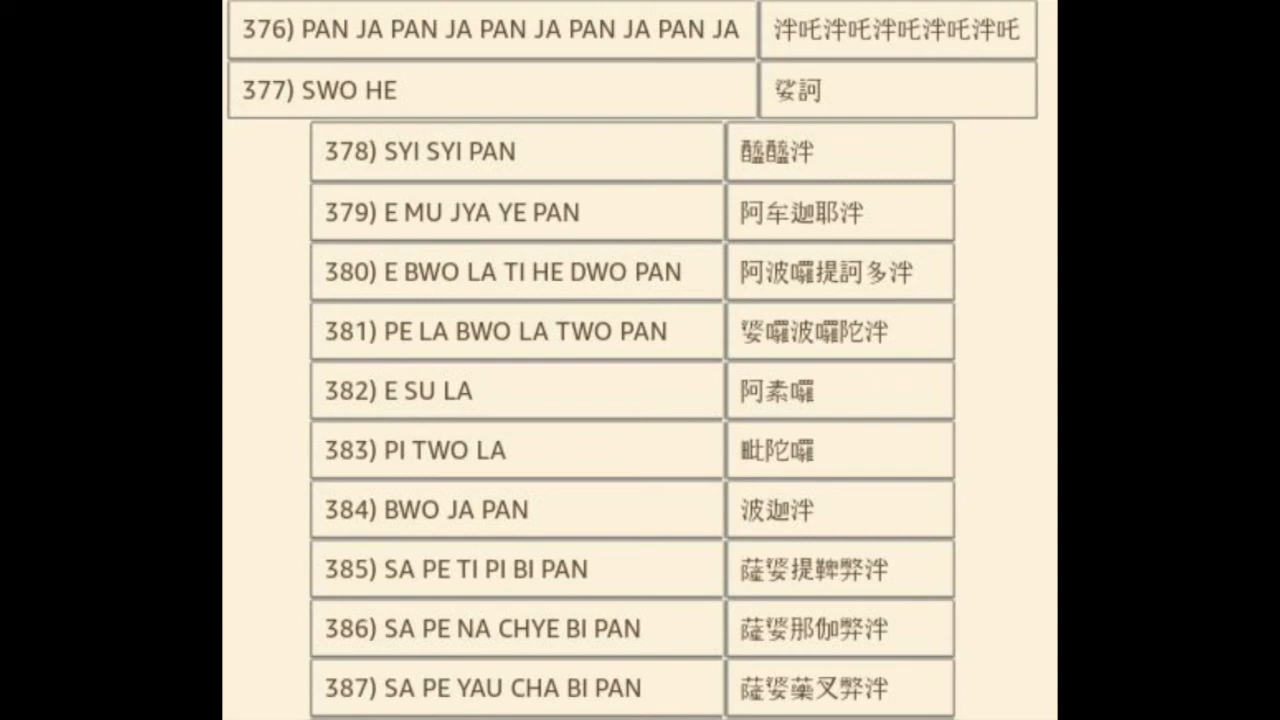 376) PAN JA PAN JA PAN JA PAN JA PAN JA 泮吒泮吒泮吒泮吒泮吒
377) SWO HE 娑訶
378) SYI SYI PAN 醯醯泮
379) E MU JYA YE PAN 阿牟迦耶泮
380) E BWO LA TI HE DWO PAN 阿波囉提訶多泮
381) PE LA BWO LA TWO PAN 婆囉波囉陀泮
382) E SU LA 阿素囉
383) PI TWO LA 毗陀囉
384) BWO JA PAN 波迦泮
385) SA PE TI PI BI PAN 薩婆提鞞弊泮
386) SA PE NA CHYE BI PAN 薩婆那伽弊泮
387) SA PE YAU CHA BI PAN 薩婆藥叉弊泮